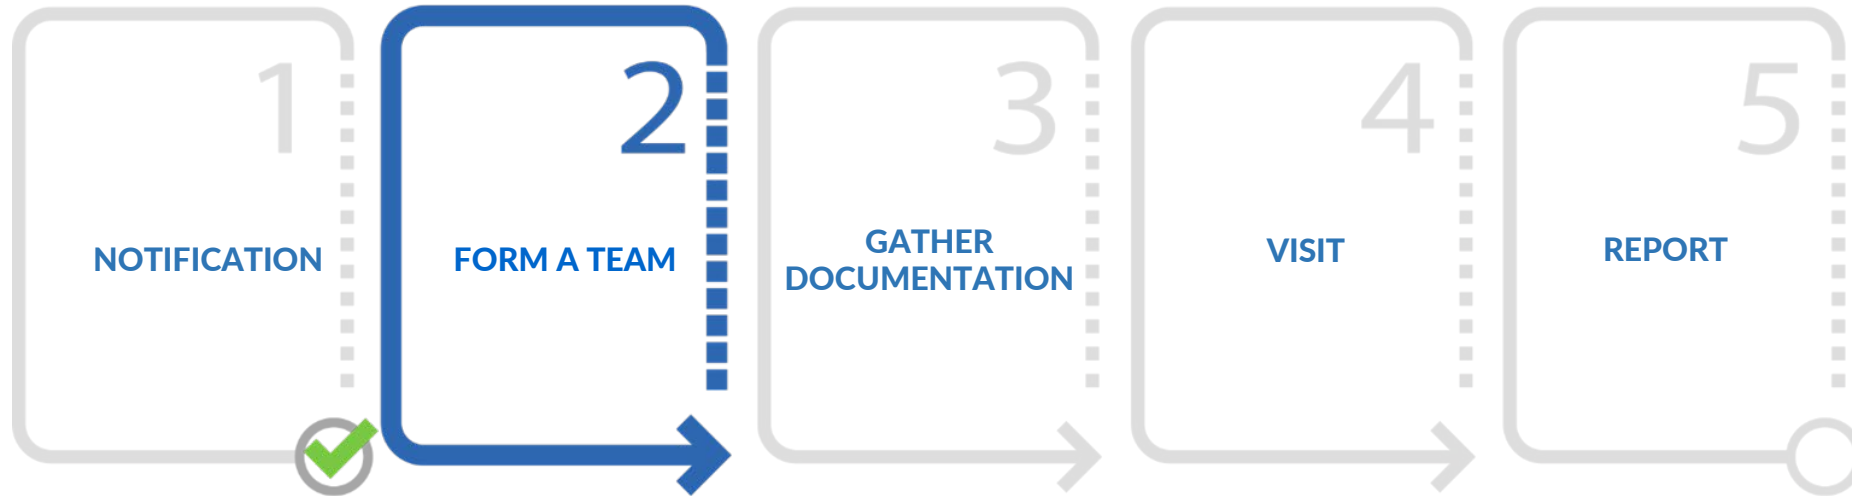 1
NOTIFICATION
2
FORM A TEAM
3
GATHER
DOCUMENTATION
4
VISIT
5
REPORT